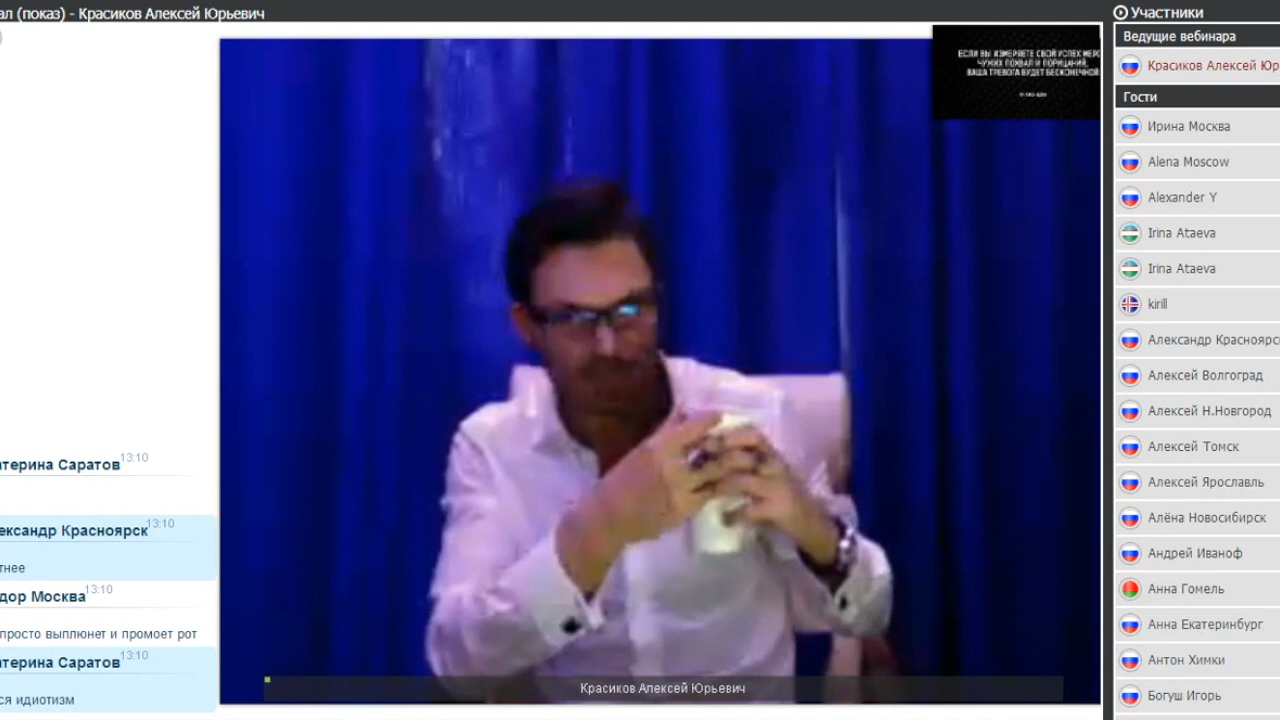 ал (показ) - Красиков Алексей Юрьевич
Участники
Ведущие вебинара
Красиков Алексей Юр
Гости
Ирина Москва
Alena Moscow
Alexander Y
Irina Ataeva
Irina Ataeva
kirill
Александр Красноярс
Алексей Волгоград
Алексей Н.Новгород
Алексей Томск
Алексей Ярославль
Алёна Новосибирск
Андрей Иваноф
Анна Гомель
Анна Екатеринбург
Антон Химки
Богуш Игорь
ЕСЛИ ВЫ ИЗМЕРЯЕТЕ СВОЙ УСПЕХ МЕРО
ЧУЖИХ ПОХВАЛ И ПОРИЦАНИЙ,
ВАША ТРЕВОГА БУДЕТ БЕСКОНЕЧНОЙ
атерина Саратов 13:10
ександр Красноярск 13:10
тнее
дор Москва 13:10
просто выплюнет и промоет рот
атерина Саратов 13:10
ся идиотизм
Красиков Алексей Юрьевич